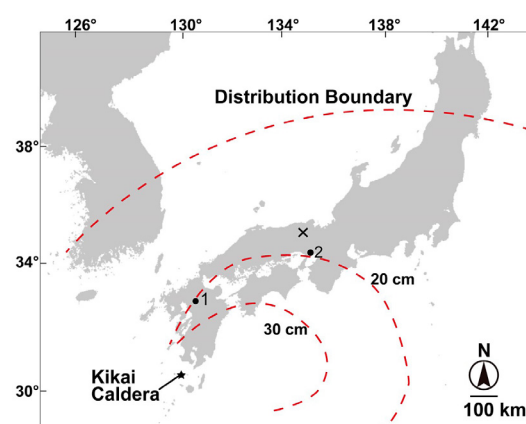 126° 130° 134° 138° 142°
Distribution Boundary
38°
34°
30°
2
1
20 cm
30 cm
Kikai
Caldera
N
100 km